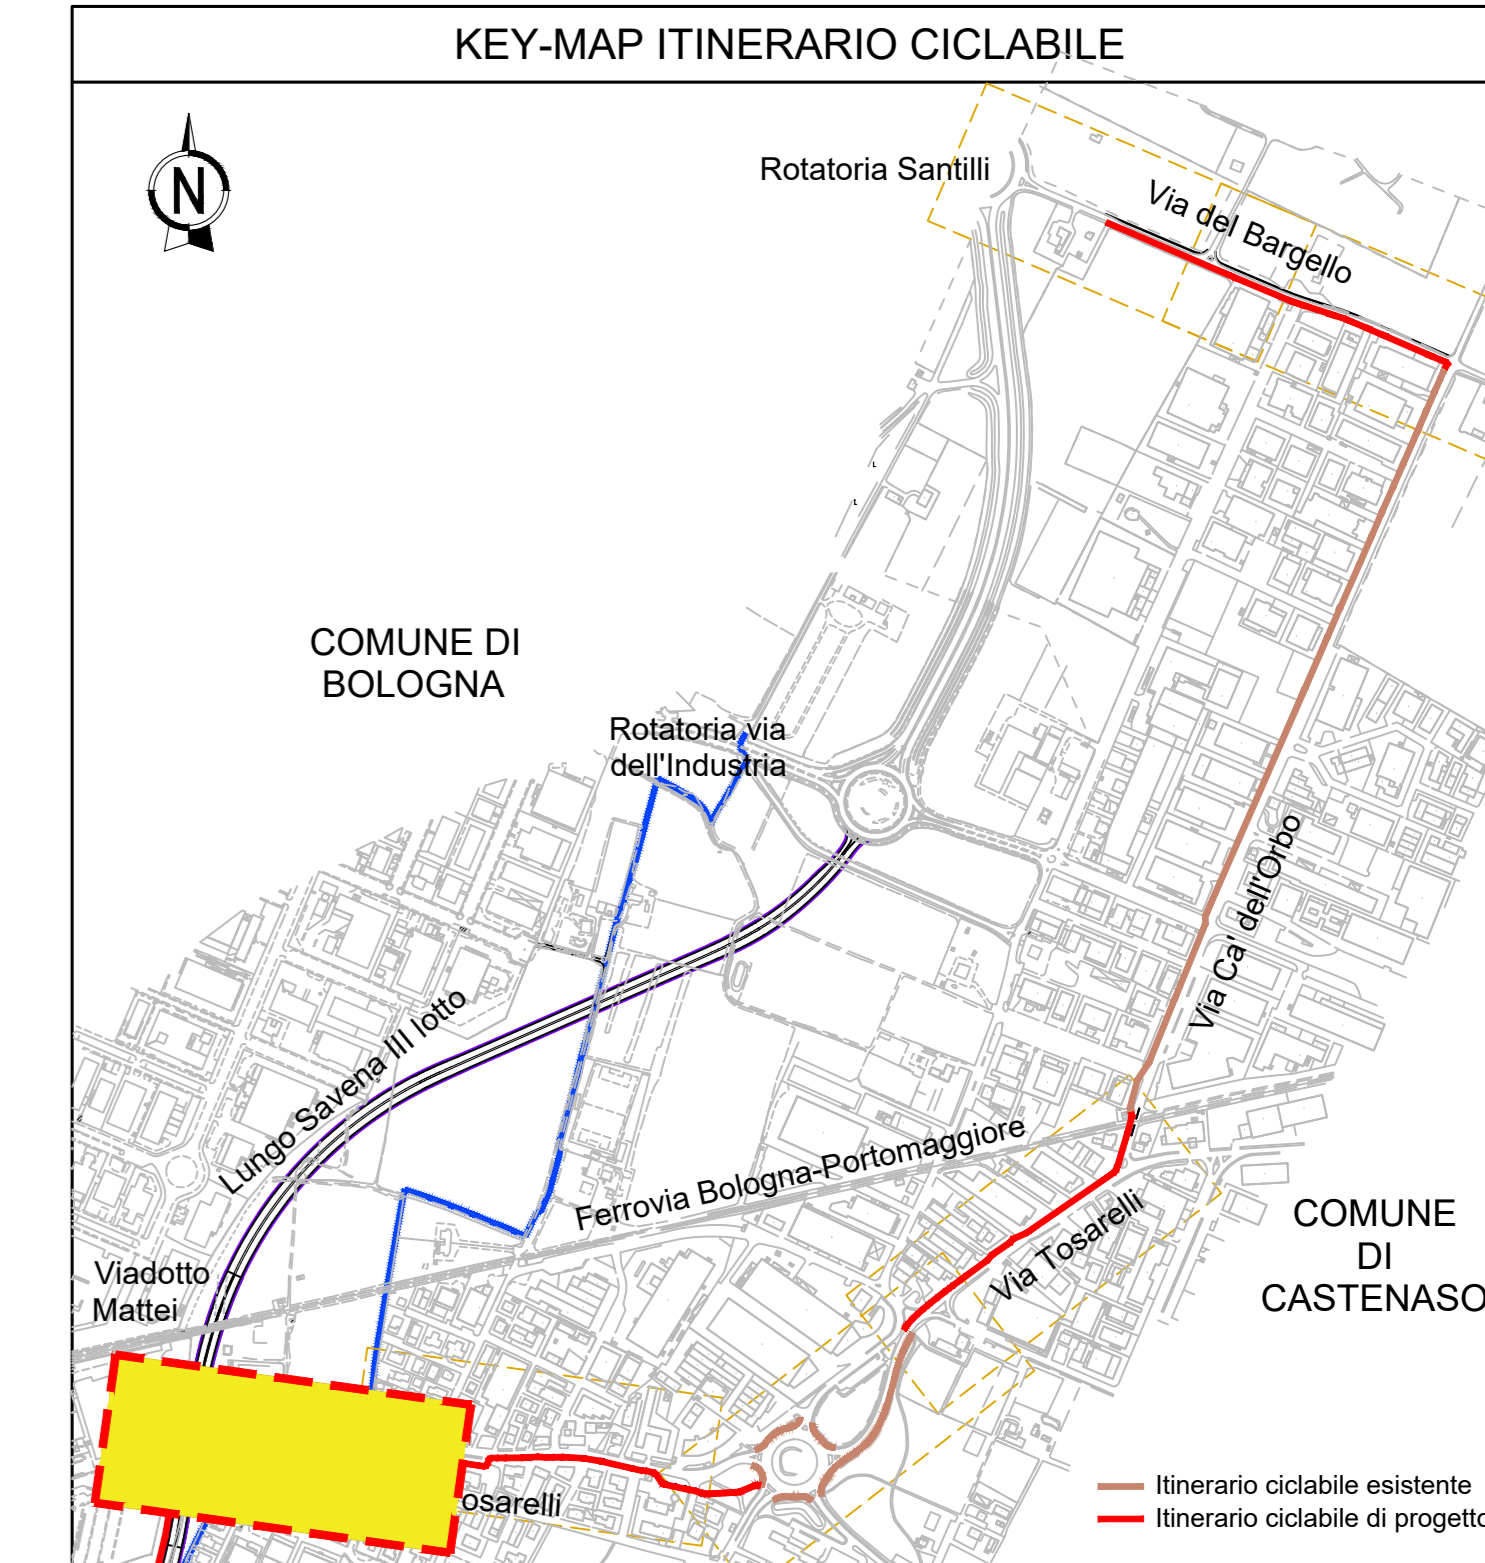 KEY-MAP ITINERARIO CICLABILE
N
Rotatoria Santilli
Via del Bargello
COMUNE DI
BOLOGNA
Rotatoria via
dell'Industria
Via Ca' dell'Orbo
Lungo Savena III lotto
Ferrovia Bologna-Portomaggiore
Via Tosarelli
COMUNE
DI
CASTENASO
Viadotto
Mattei
osarelli
Itinerario ciclabile esistente
Itinerario ciclabile di progetto